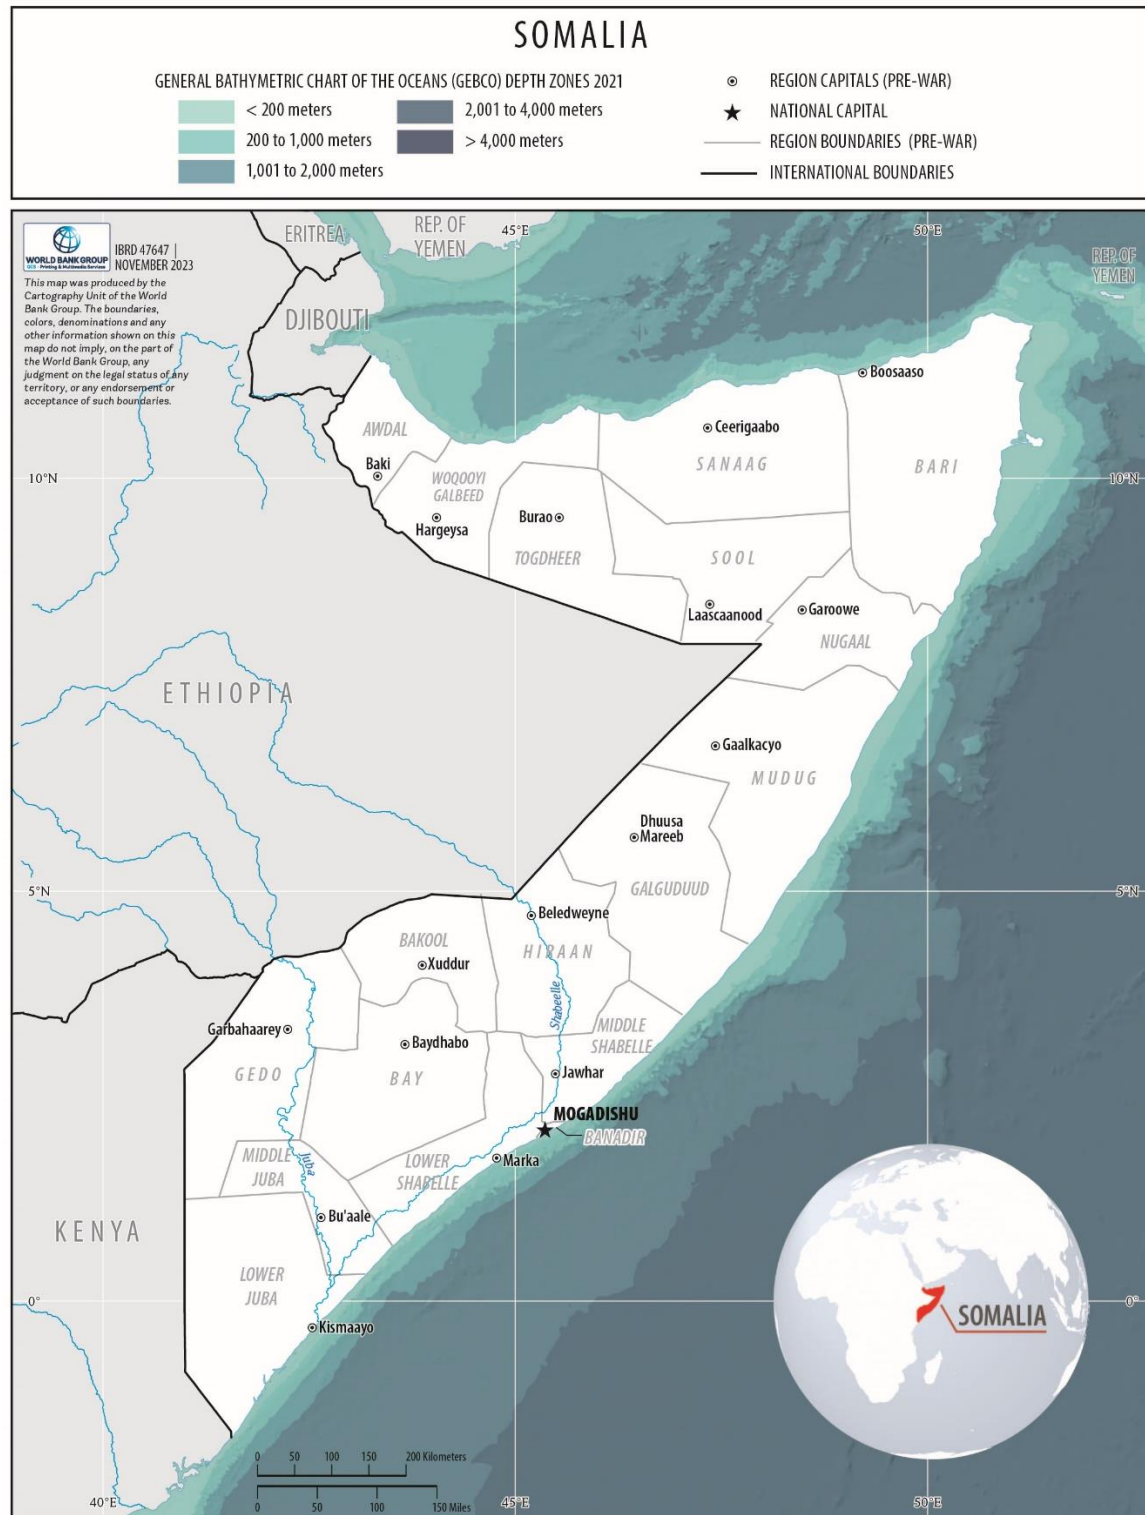 SOMALIA
GENERAL BATHYMETRIC CHART OF THE OCEANS (GEBCO) DEPTH ZONES 2021
< 200 meters
200 to 1,000 meters
1,001 to 2,000 meters
2,001 to 4,000 meters
> 4,000 meters
REGION CAPITALS (PRE-WAR)
NATIONAL CAPITAL
REGION BOUNDARIES (PRE-WAR)
INTERNATIONAL BOUNDARIES
WORLD BANK GROUP
GCS - Printing & Multimedia Services
IBRD 47647 |
NOVEMBER 2023
This map was produced by the
Cartography Unit of the World
Bank Group. The boundaries,
colors, denominations and any
other information shown on this
map do not imply, on the part of
the World Bank Group, any
judgment on the legal status of any
territory, or any endorsement or
acceptance of such boundaries.
ERITREA
REP. OF
YEMEN
45°E
50°E
REP. OF
YEMEN
DJIBOUTI
Boosaaso
AWDAL
Ceerigaabo
SANAAG
BARI
Baki
10°N
WOQOOYI
GALBEED
10°N
Hargeysa
Burao
TOGDHEER
SOOL
Laascaanood
Garoowe
NUGAAL
ETHIOPIA
Gaalkacyo
MUDUG
Dhuusa
Mareeb
GALGUDUUD
5°N
5°N
Beledweyne
BAKOOL
HIRAAN
Xuddur
Shabeelle
Garbahaarey
MIDDLE
SHABELLE
Baydhabo
GEDO
BAY
Jawhar
MOGADISHU
BANADIR
MIDDLE
JUBA
Juba
LOWER
SHABELLE
Marka
Bu'aale
KENYA
LOWER
JUBA
0°
0°
SOMALIA
Kismaayo
0 50 100 150 200 Kilometers
0 50 100 150 Miles
40°E
45°E
50°E